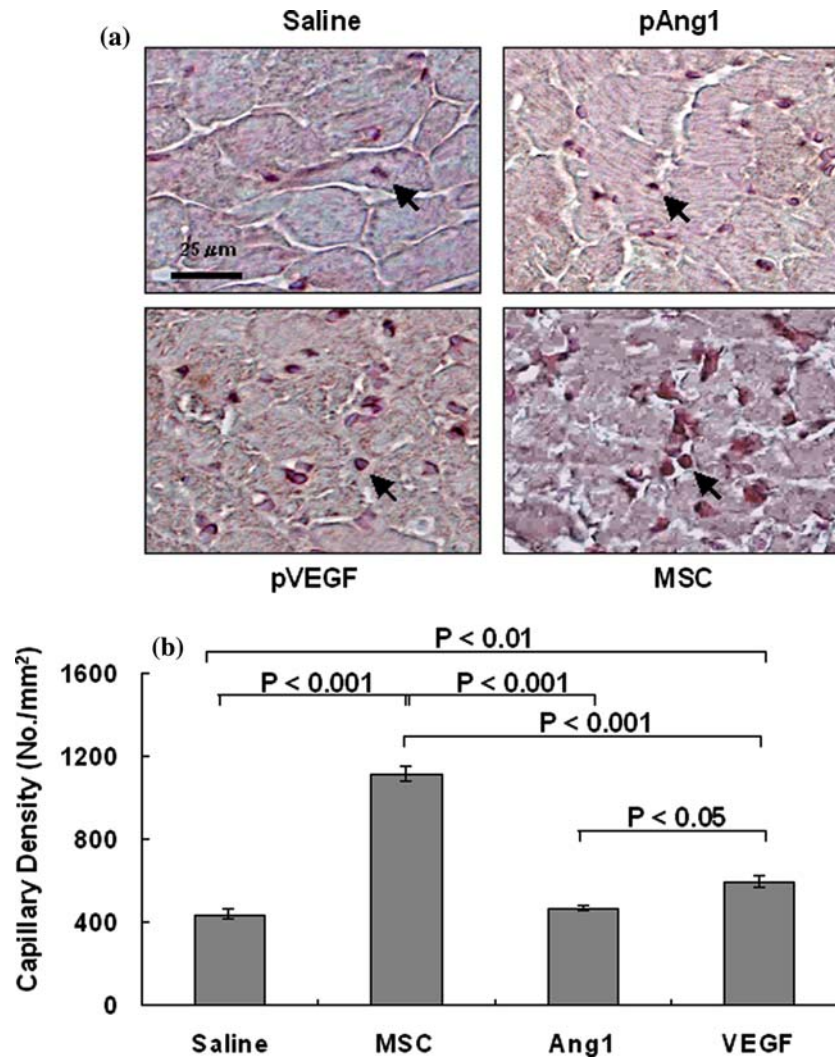 Saline pAng1
(a)
25 μm
pVEGF MSC
(b)
P < 0.01
P < 0.001 P < 0.001
P < 0.001
P < 0.05
Capillary Density (No./mm²)
1600
1200
800
400
0
Saline MSC Ang1 VEGF